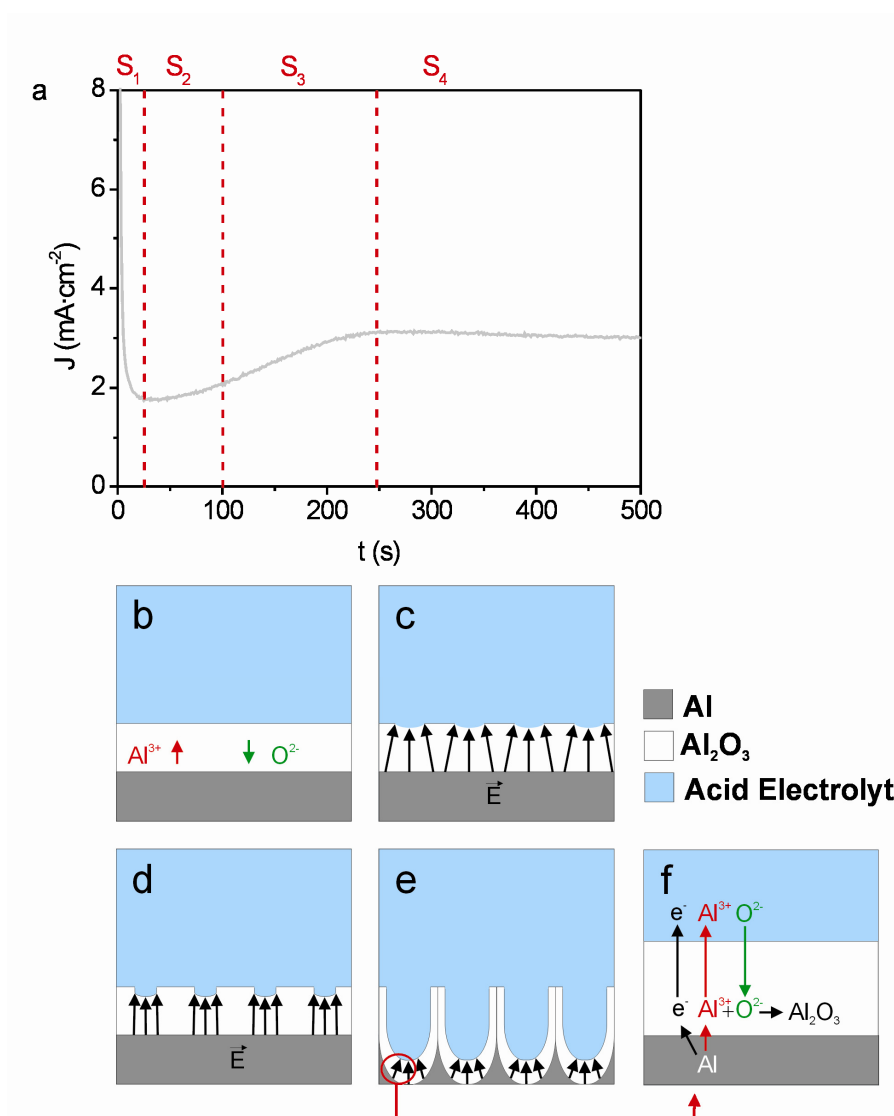 S₁ S₂ S₃ S₄
a
8
6
4
2
0
J (mA·cm⁻²)
0 100 200 300 400 500
t (s)
b
Al³⁺ O²⁻
c
E
Al
Al₂O₃
Acid Electrolyt
d
E
e
f
e⁻ Al³⁺ O²⁻
e⁻ Al³⁺+O²⁻ Al₂O₃
Al